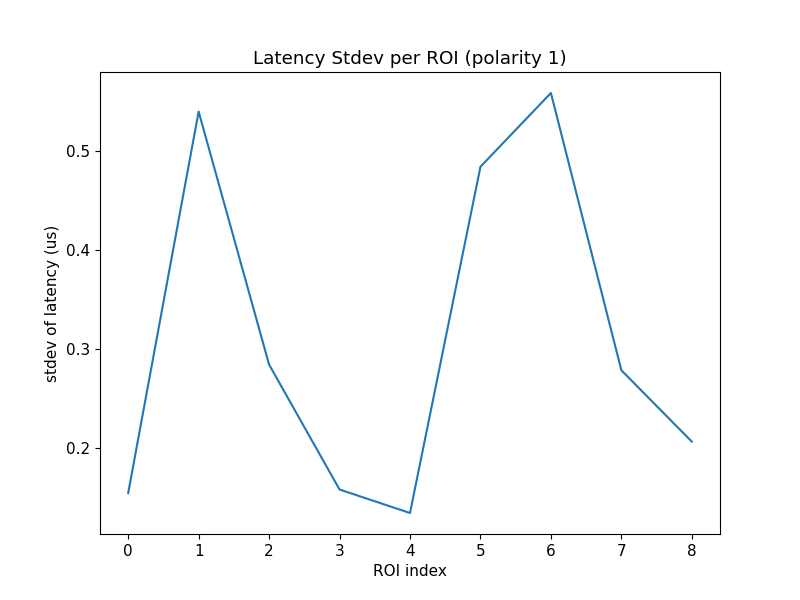 Latency Stdev per ROI (polarity 1)
stdev of latency (us)
0.5
0.4
0.3
0.2
0 1 2 3 4 5 6 7 8
ROI index